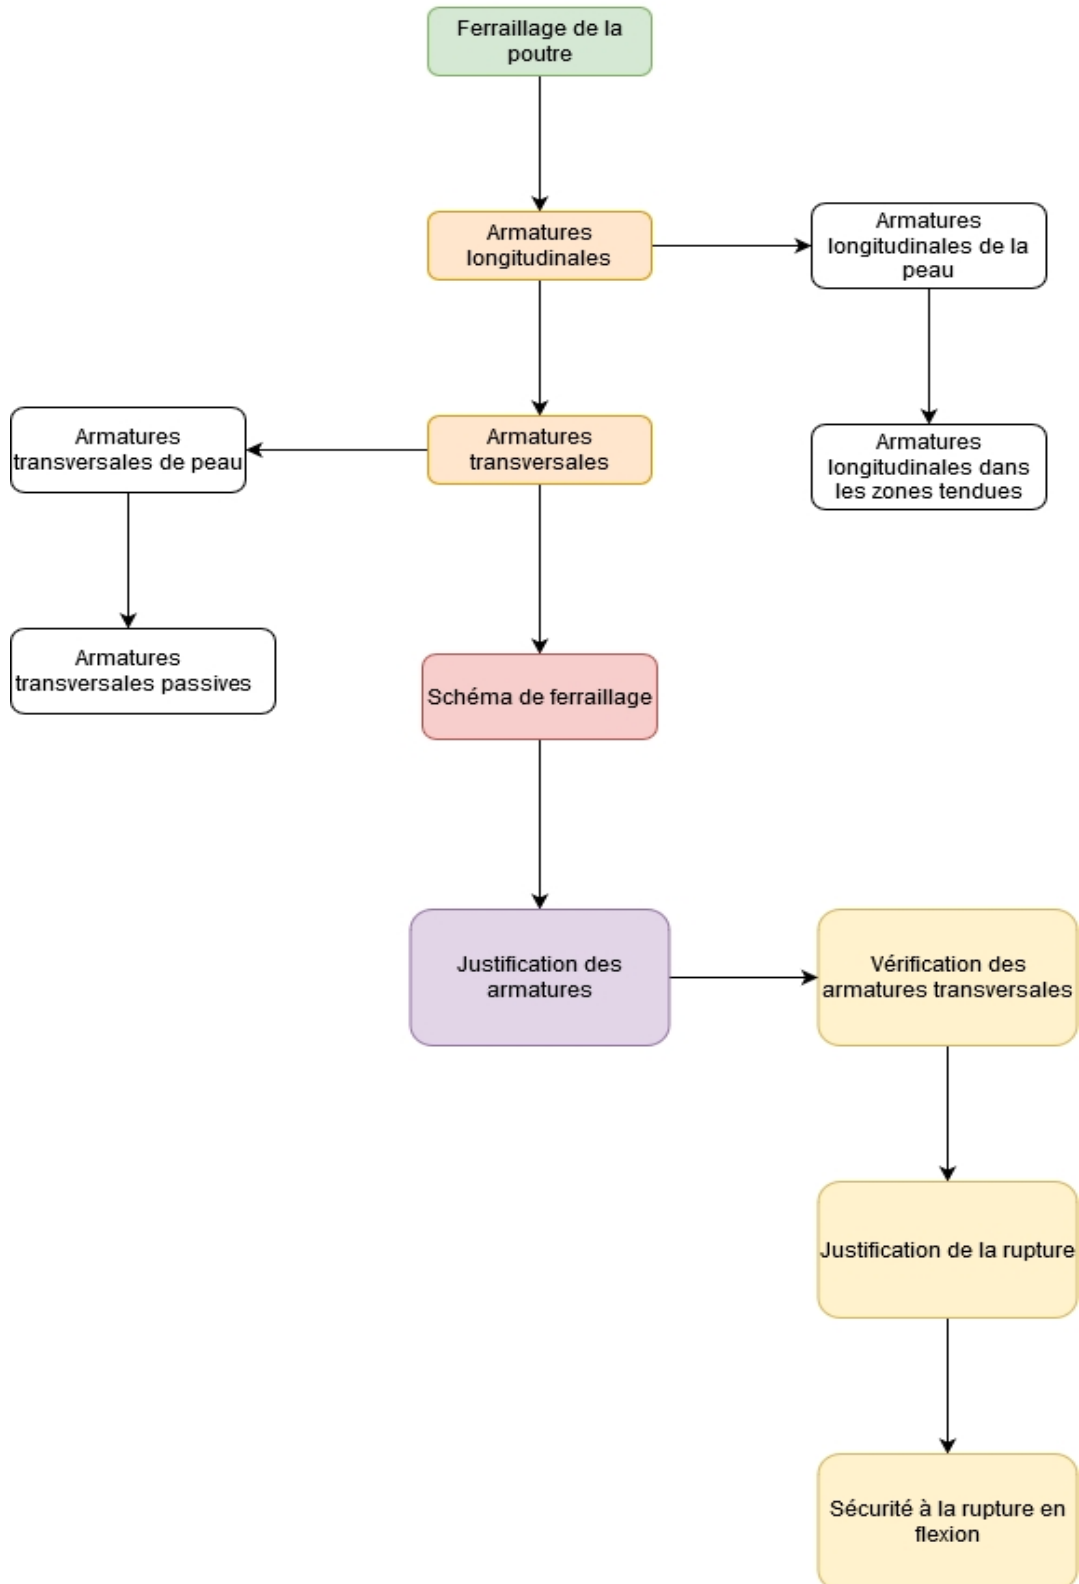 Ferraillage de la
poutre
Armatures
longitudinales
Armatures
longitudinales de la
peau
Armatures
transversales de peau
Armatures
transversales
Armatures
longitudinales dans
les zones tendues
Armatures
transversales passives
Schéma de ferraillage
Justification des
armatures
Vérification des
armatures transversales
Justification de la rupture
Sécurité à la rupture en
flexion